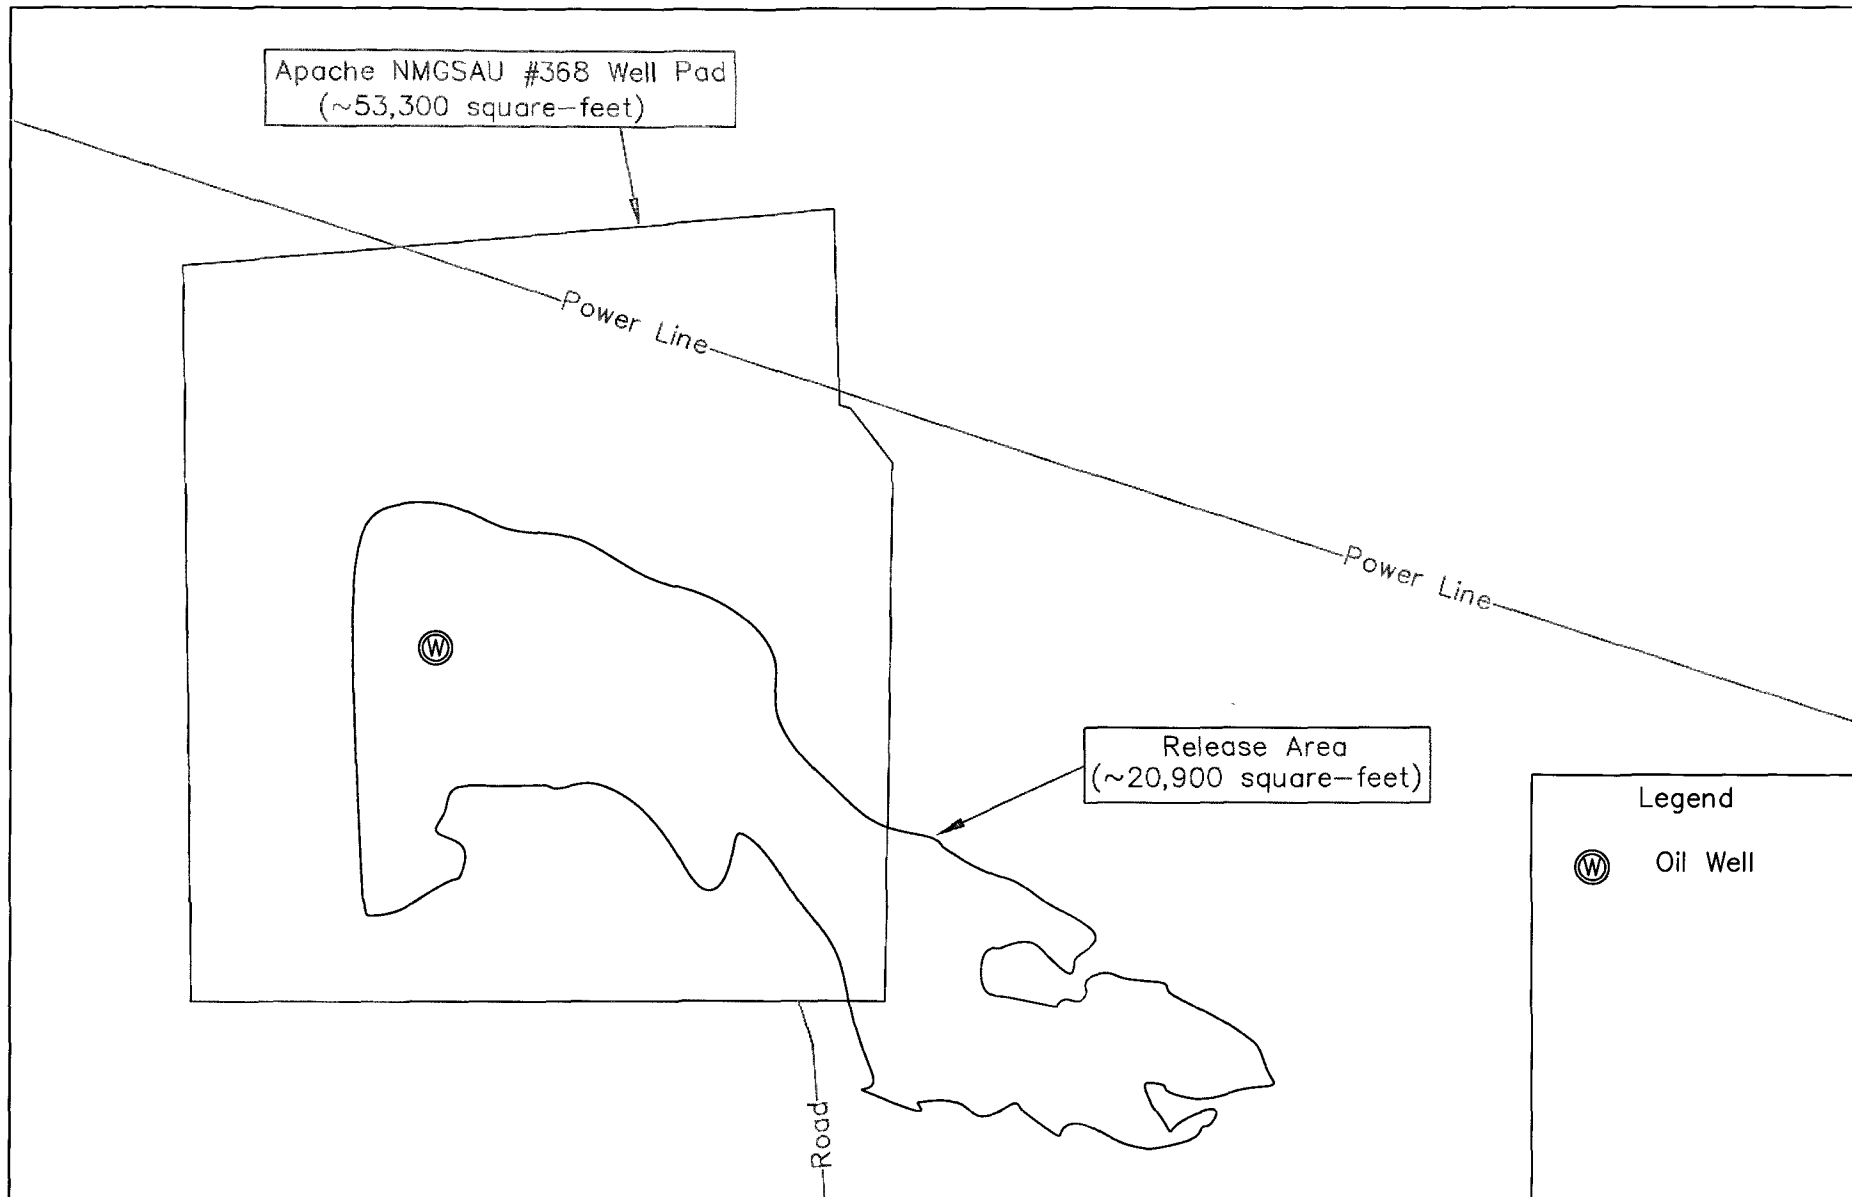 Apache NMGSAU #368 Well Pad
(~53,300 square-feet)
Power Line
Power Line
W
Release Area
(~20,900 square-feet)
Legend
W Oil Well
Road